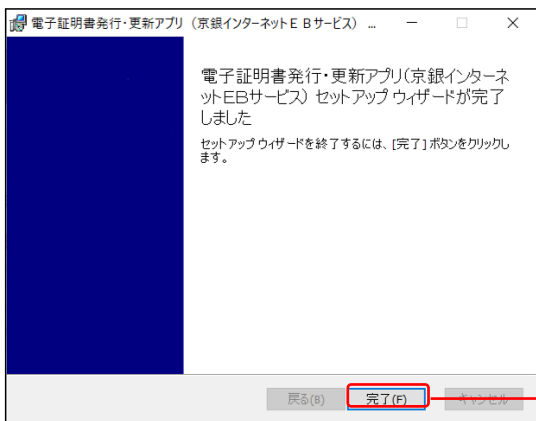 電子証明書発行・更新アプリ（京銀インターネットＥＢサービス） ...
電子証明書発行・更新アプリ(京銀インターネ
ットEBサービス) セットアップ ウィザードが完了
しました
セットアップ ウィザードを終了するには、[完了] ボタンをクリックし
ます。
戻る(B) 完了(F) キャンセル